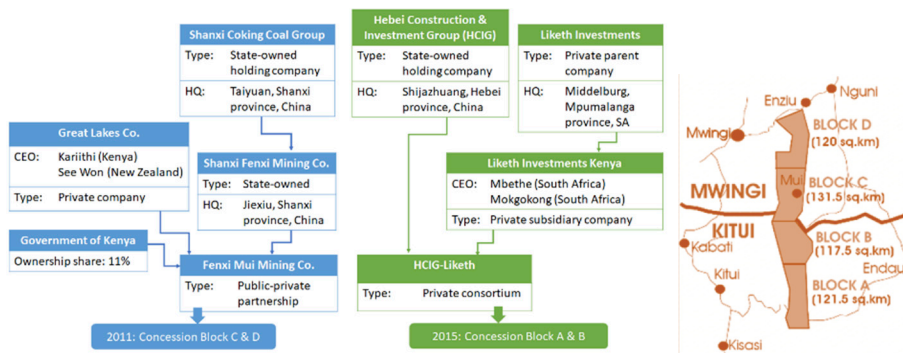 Shanxi Coking Coal Group
Type: State-owned
holding company
HQ: Taiyuan, Shanxi
province, China
Great Lakes Co.
CEO: Kariithi (Kenya)
See Won (New Zealand)
Type: Private company
Shanxi Fenxi Mining Co.
Type: State-owned
HQ: Jiexiu, Shanxi
province, China
Government of Kenya
Ownership share: 11%
Fenxi Mui Mining Co.
Type: Public-private
partnership
2011: Concession Block C & D
Hebei Construction &
Investment Group (HCIG)
Type: State-owned
holding company
HQ: Shijazhuang, Hebei
province, China
Liketh Investments
Type: Private parent
company
HQ: Middelburg,
Mpumalanga
province, SA
Liketh Investments Kenya
CEO: Mbethe (South Africa)
Mokgokong (South Africa)
Type: Private subsidiary company
HCIG-Liketh
Type: Private consortium
2015: Concession Block A & B
Nguni
Enziu
Mwingi
BLOCK D
(120 sq.km)
Mui
BLOCK C
(131.5 sq.km)
MWINGI
KITUI
Kabati
BLOCK B
(117.5 sq.km)
Endau
Kitui
BLOCK A
(121.5 sq.km)
Kisasi